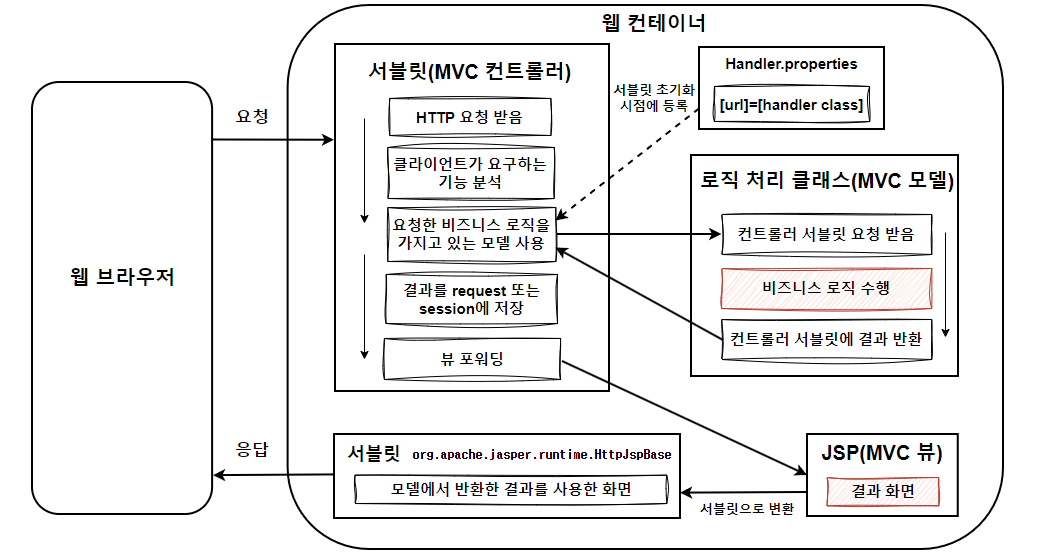 웹 컨테이너
웹 브라우저
요청
서블릿(MVC 컨트롤러)
HTTP 요청 받음
클라이언트가 요구하는
기능 분석
요청한 비즈니스 로직을
가지고 있는 모델 사용
결과를 request 또는
session에 저장
뷰 포워딩
서블릿 초기화
시점에 등록
Handler.properties
[url]=[handler class]
로직 처리 클래스(MVC 모델)
컨트롤러 서블릿 요청 받음
비즈니스 로직 수행
컨트롤러 서블릿에 결과 반환
JSP(MVC 뷰)
결과 화면
서블릿으로 변환
서블릿 org.apache.jasper.runtime.HttpJspBase
모델에서 반환한 결과를 사용한 화면
응답